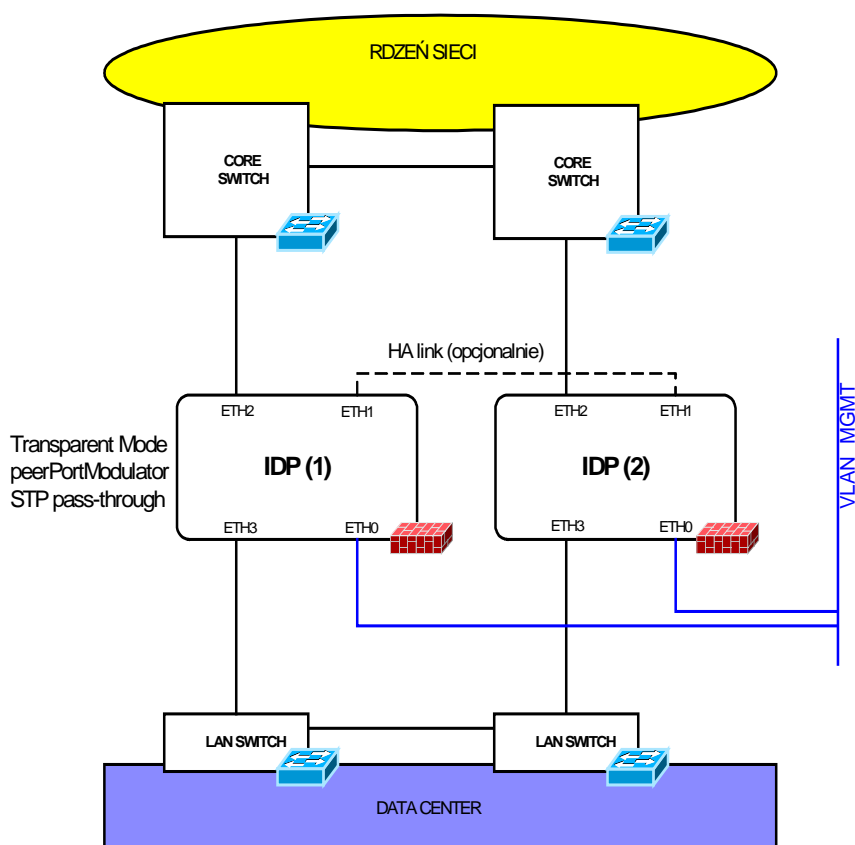 RDZEŃ SIECI
CORE
SWITCH
CORE
SWITCH
HA link (opcjonalnie)
ETH2
ETH1
ETH2
ETH1
Transparent Mode
peerPortModulator
STP pass-through
IDP (1)
IDP (2)
VLAN MGMT
ETH3
ETH0
ETH3
ETH0
LAN SWITCH
LAN SWITCH
DATA CENTER